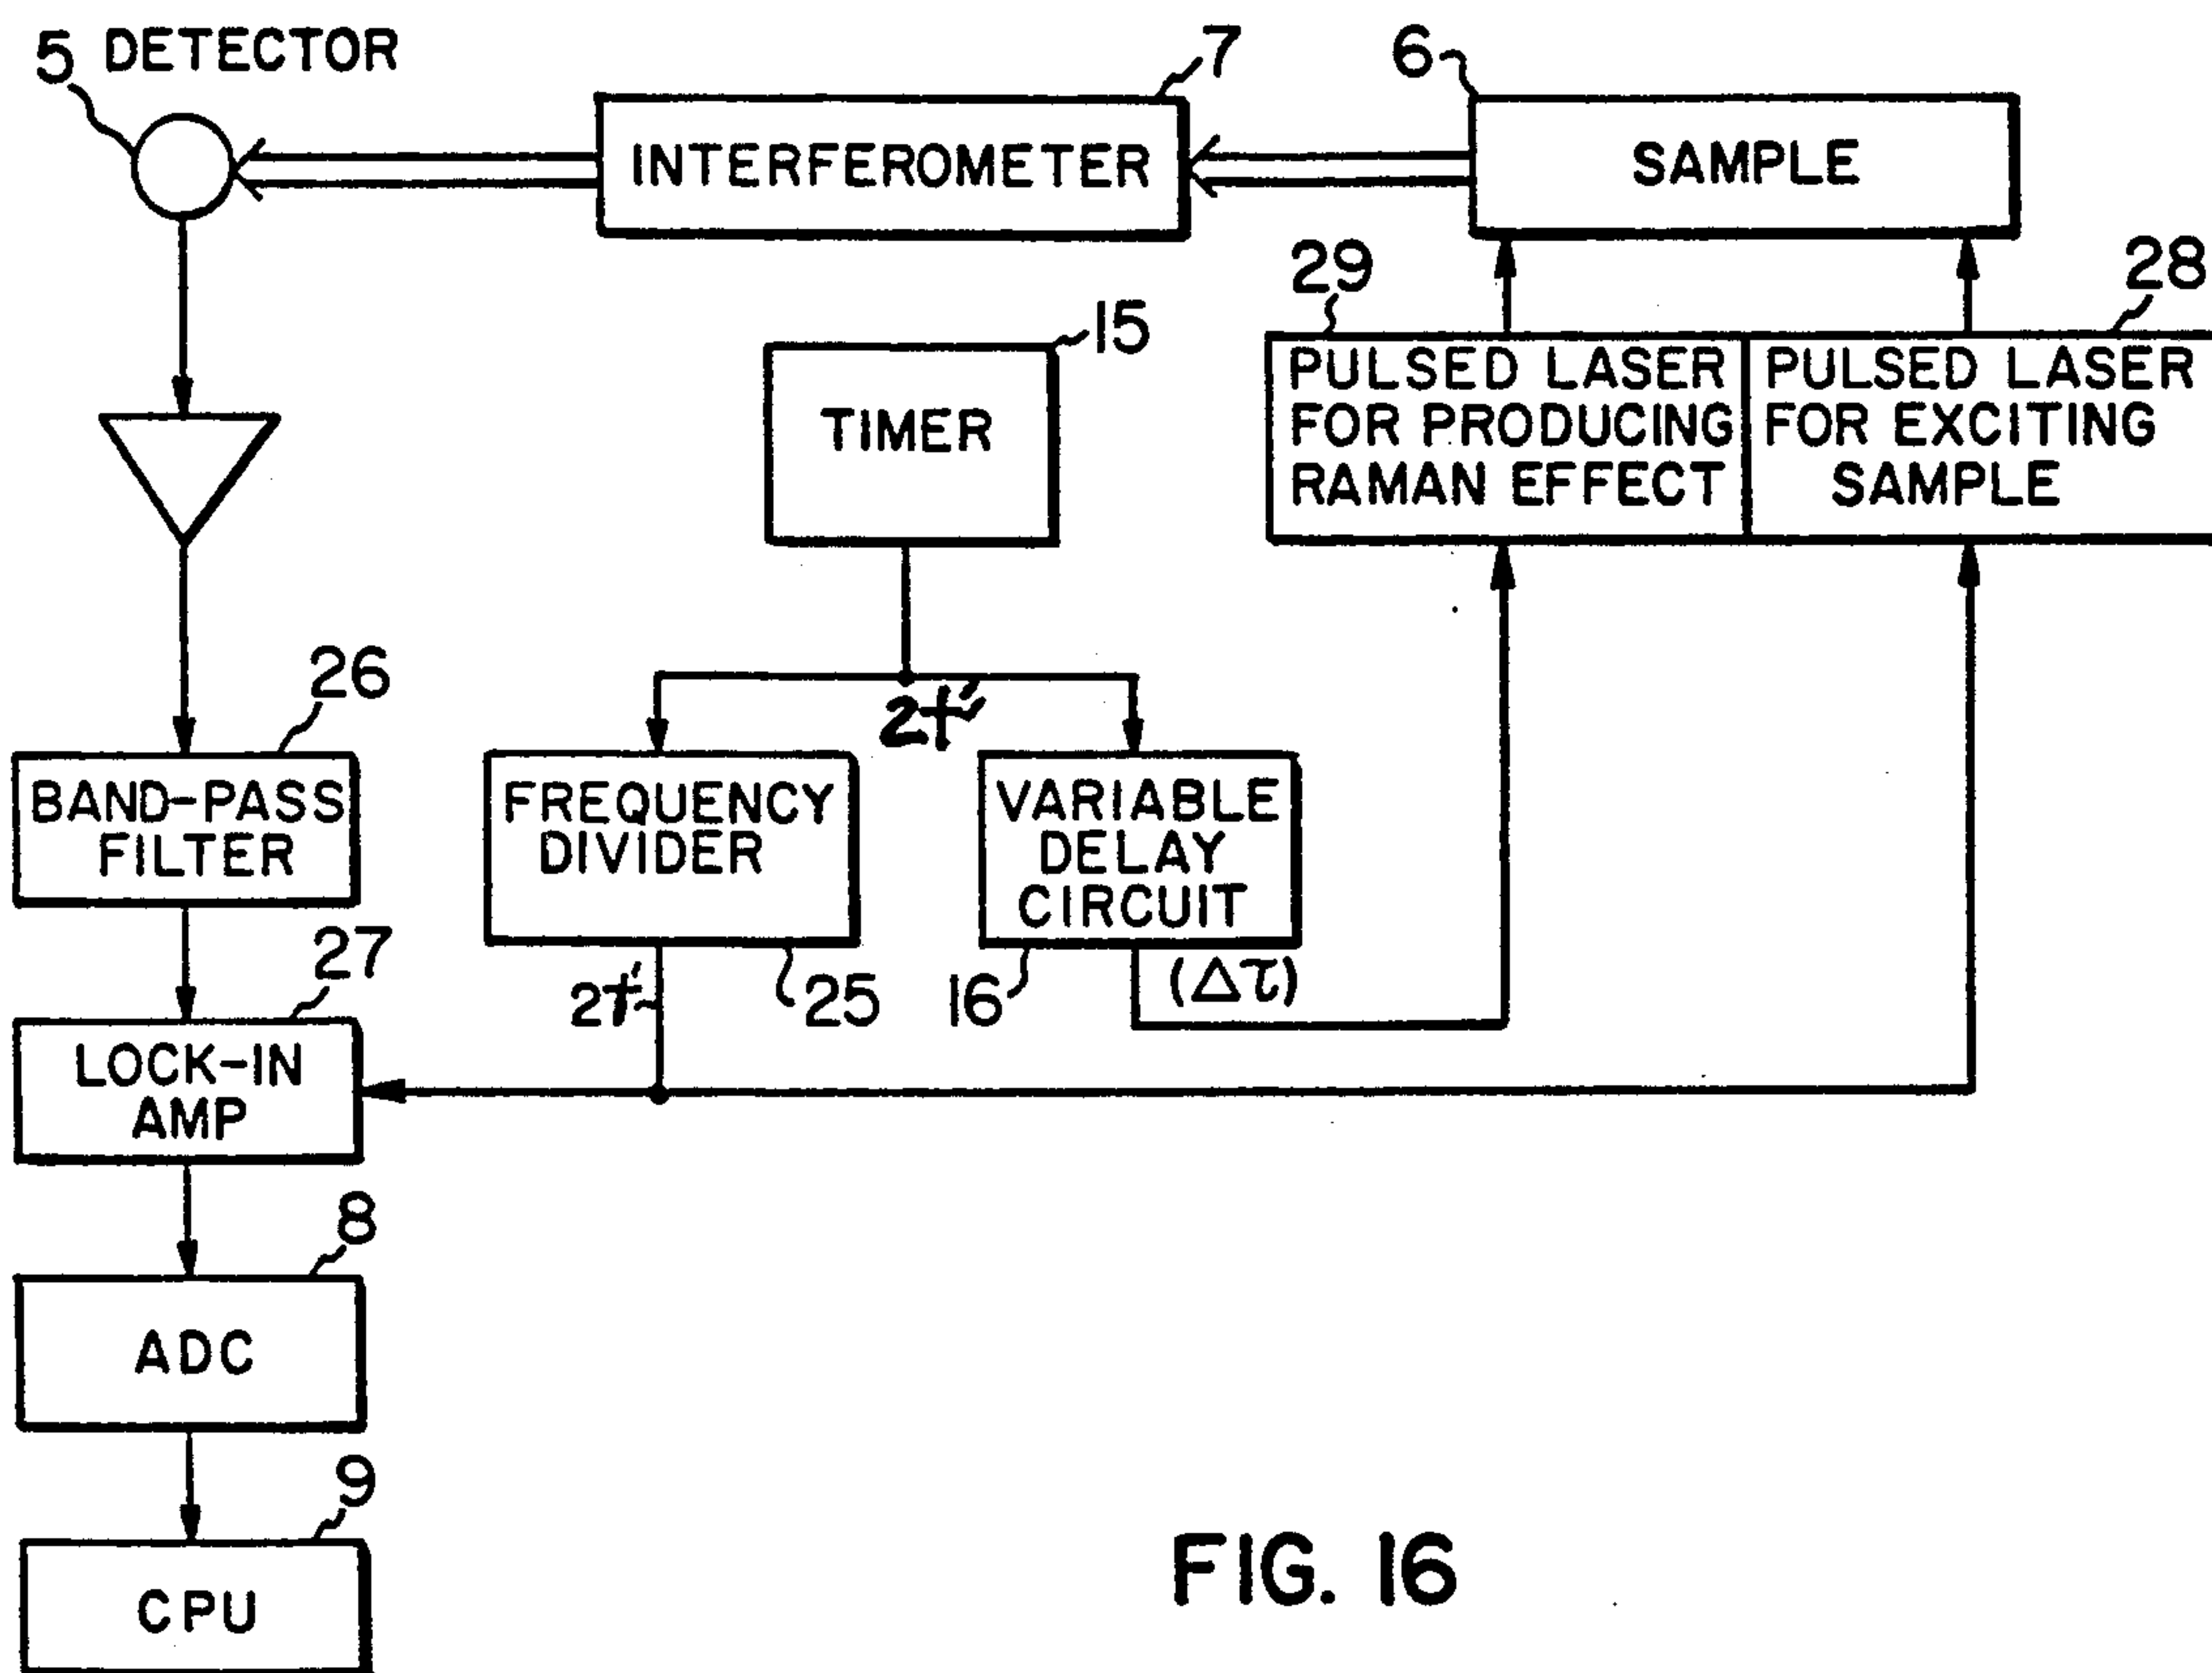 5 DETECTOR
7
6
INTERFEROMETER
SAMPLE
29
28
15
TIMER
PULSED LASER
FOR PRODUCING
RAMAN EFFECT
PULSED LASER
FOR EXCITING
SAMPLE
26
2f'
BAND-PASS
FILTER
FREQUENCY
DIVIDER
VARIABLE
DELAY
CIRCUIT
27
2f'
25
16
(Δτ)
LOCK-IN
AMP
8
ADC
9
CPU
FIG. 16